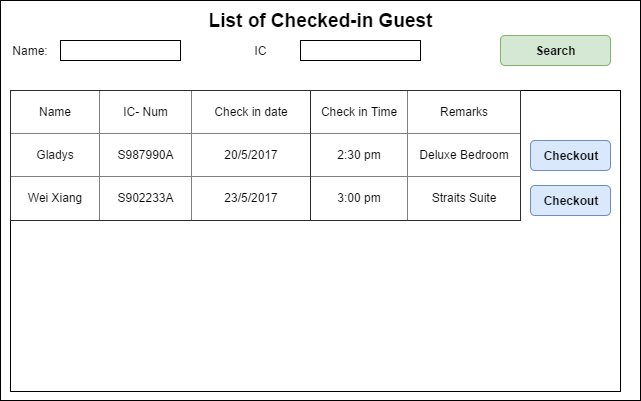 List of Checked-in Guest
Name: IC Search
Name IC- Num Check in date Check in Time Remarks
Gladys S987990A 20/5/2017 2:30 pm Deluxe Bedroom Checkout
Wei Xiang S902233A 23/5/2017 3:00 pm Straits Suite Checkout